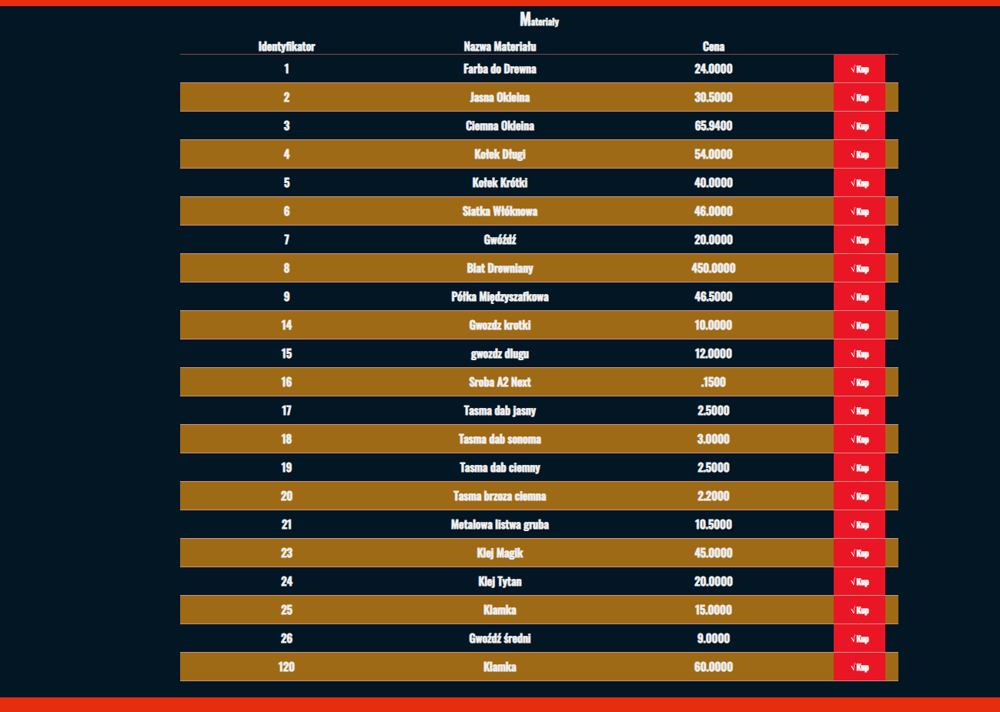 Materiały
Identyfikator Nazwa Materiału Cena
1 Farba do Drewna 24.0000 √ Kup
2 Jasna Okleina 30.5000 √ Kup
3 Ciemna Okleina 65.9400 √ Kup
4 Kołek Długi 54.0000 √ Kup
5 Kołek Krótki 40.0000 √ Kup
6 Siatka Włóknowa 46.0000 √ Kup
7 Gwóźdź 20.0000 √ Kup
8 Blat Drewniany 450.0000 √ Kup
9 Półka Międzyszafkowa 46.5000 √ Kup
14 Gwozdz krotki 10.0000 √ Kup
15 gwozdz dlugu 12.0000 √ Kup
16 Sroba A2 Next .1500 √ Kup
17 Tasma dab jasny 2.5000 √ Kup
18 Tasma dab sonoma 3.0000 √ Kup
19 Tasma dab ciemny 2.5000 √ Kup
20 Tasma brzoza ciemna 2.2000 √ Kup
21 Metalowa listwa gruba 10.5000 √ Kup
23 Klej Magik 45.0000 √ Kup
24 Klej Tytan 20.0000 √ Kup
25 Klamka 15.0000 √ Kup
26 Gwoźdź średni 9.0000 √ Kup
120 Klamka 60.0000 √ Kup